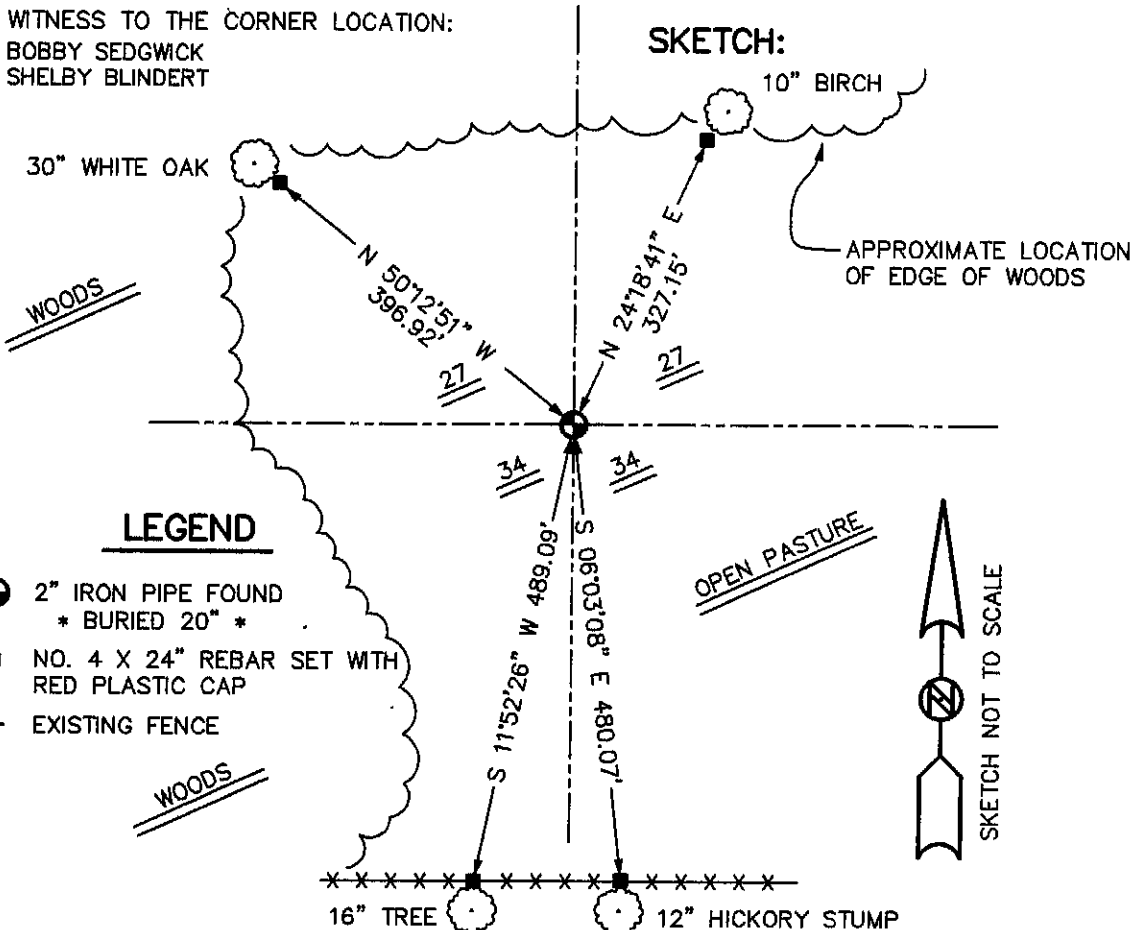 WITNESS TO THE CORNER LOCATION:
BOBBY SEDGWICK
SHELBY BLINDERT
SKETCH:
10" BIRCH
30" WHITE OAK
APPROXIMATE LOCATION
OF EDGE OF WOODS
WOODS
N 50°12'51" W
396.92'
N 24°18'41" E
327.15'
27
27
34
34
LEGEND
2" IRON PIPE FOUND
* BURIED 20" *
NO. 4 X 24" REBAR SET WITH
RED PLASTIC CAP
EXISTING FENCE
S 11°52'26" W 489.09'
S 06°03'08" E 480.07'
OPEN PASTURE
WOODS
N
SKETCH NOT TO SCALE
16" TREE
12" HICKORY STUMP